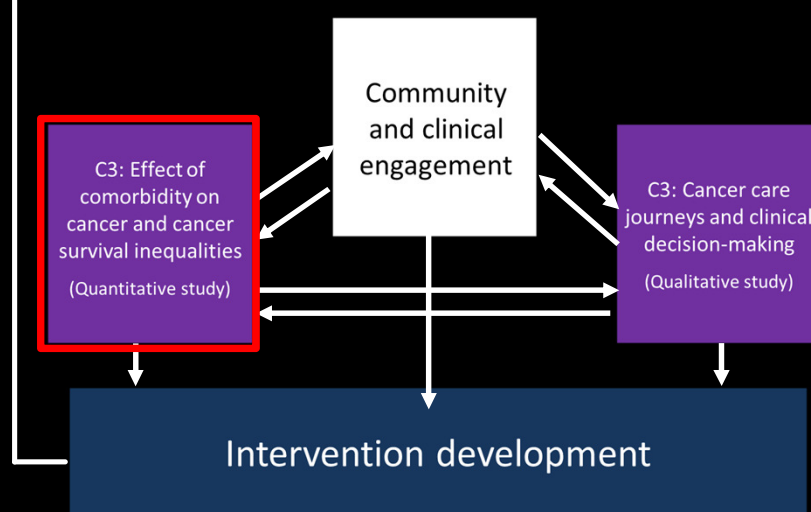 Community
and clinical
engagement
C3: Effect of
comorbidity on
cancer and cancer
survival inequalities
(Quantitative study)
C3: Cancer care
journeys and clinical
decision-making
(Qualitative study)
Intervention development